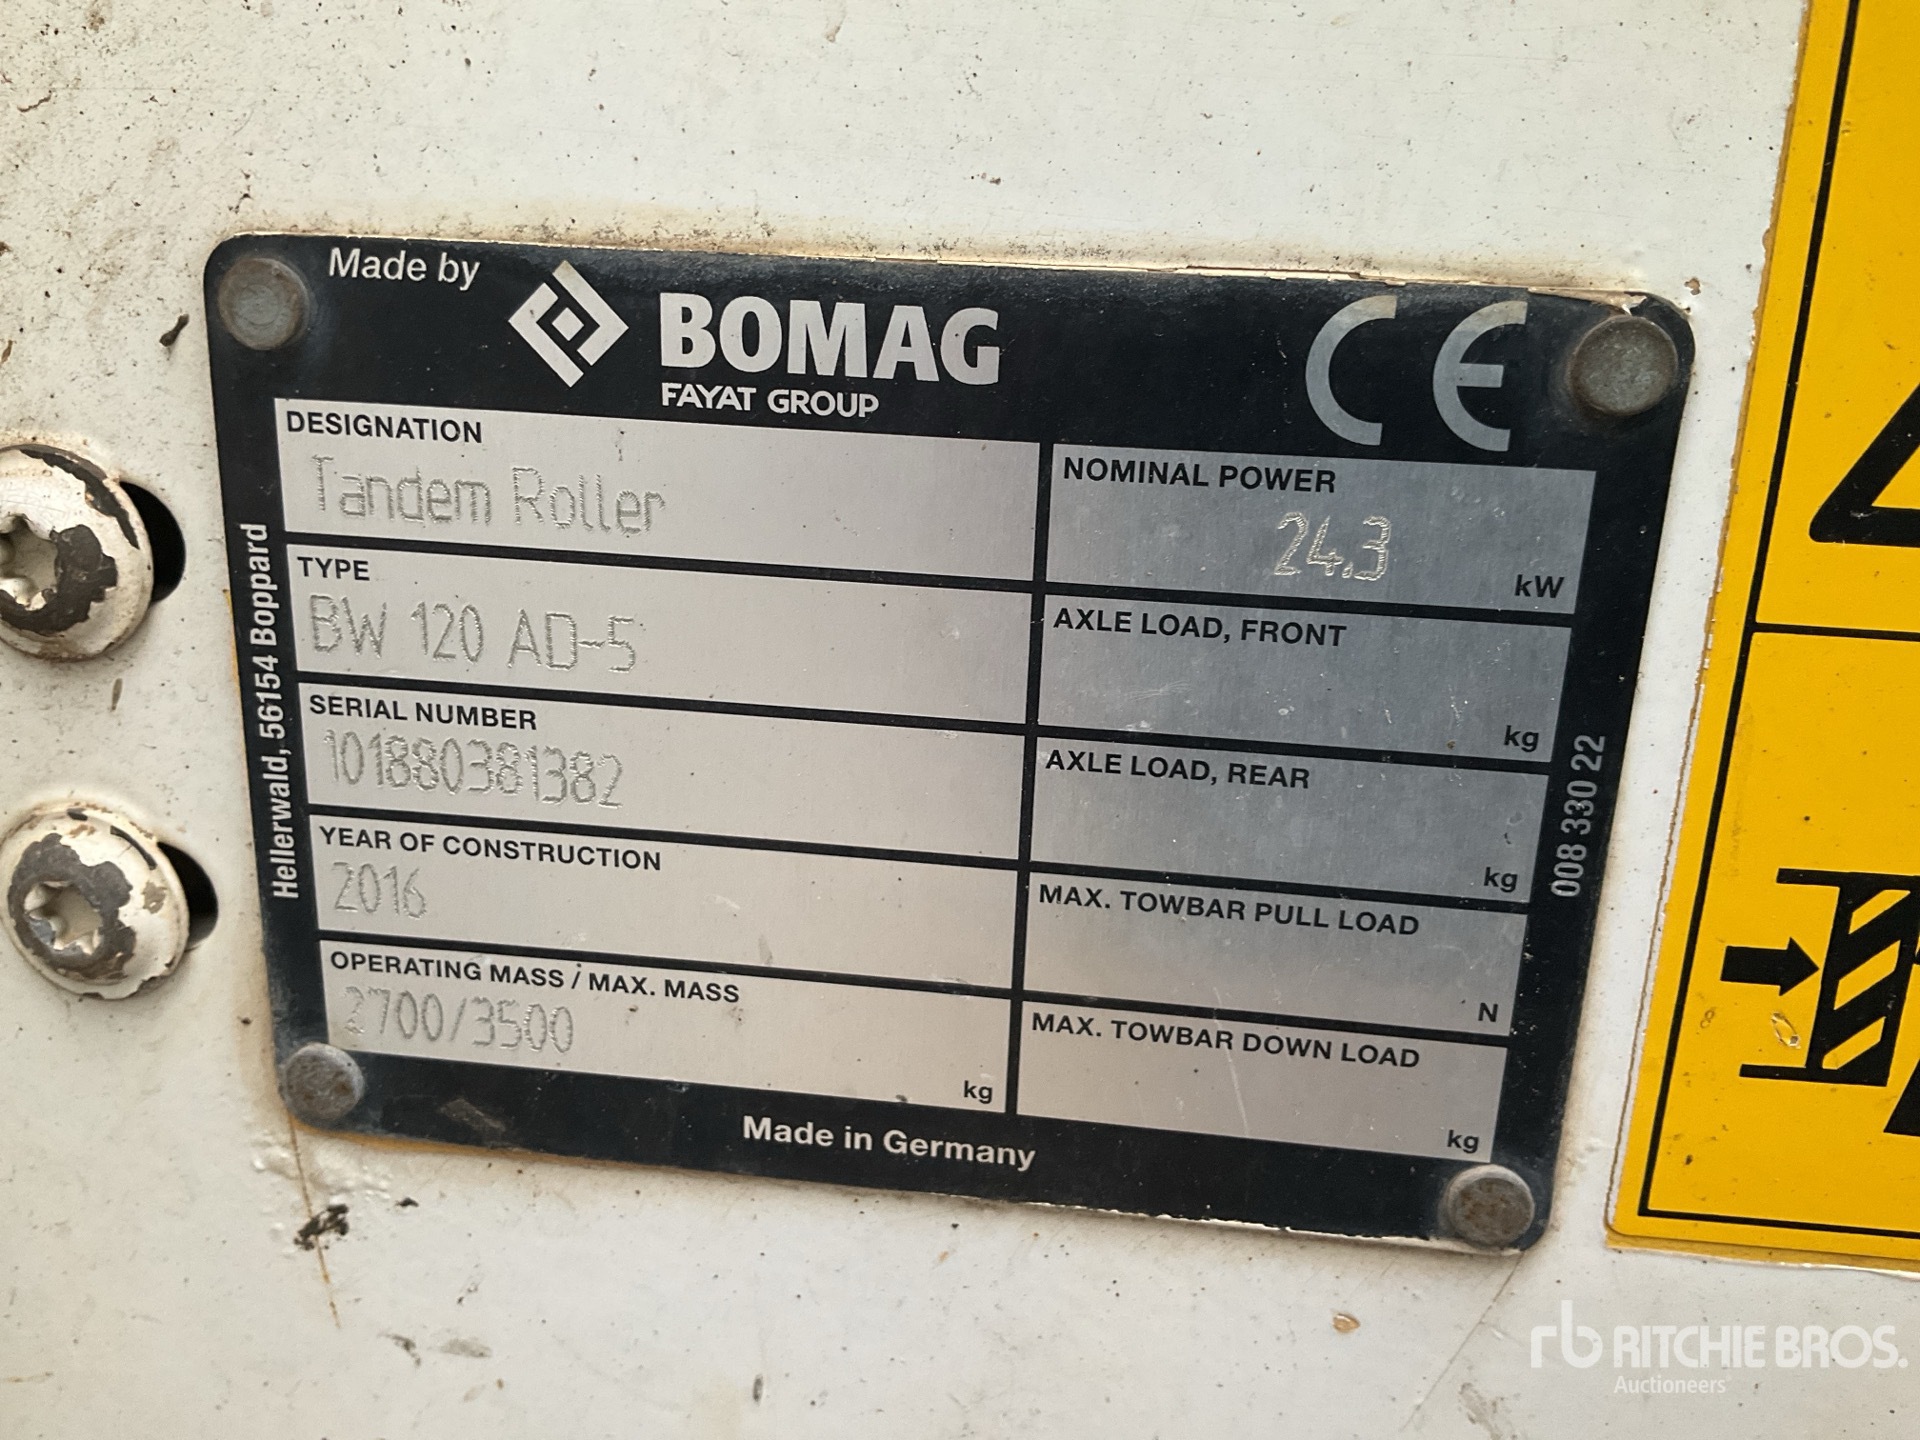 Made by
BOMAG
FAYAT GROUP
CE
DESIGNATION
Tandem Roller
TYPE
BW 120 AD-5
SERIAL NUMBER
101880381382
YEAR OF CONSTRUCTION
2016
OPERATING MASS / MAX. MASS
2700/3500
kg
NOMINAL POWER
24.3
kW
AXLE LOAD, FRONT
kg
AXLE LOAD, REAR
kg
MAX. TOWBAR PULL LOAD
N
MAX. TOWBAR DOWN LOAD
kg
Made in Germany
Hellerwald, 56154 Boppard
008 330 22
rb RITCHIE BROS.
Auctioneers